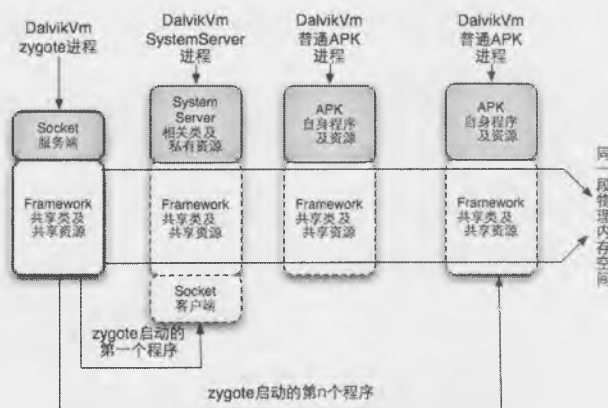 DalvikVm
zygote进程
DalvikVm
SystemServer
进程
DalvikVm
普通APK
进程
DalvikVm
普通APK
进程
Socket
服务端
System
Server
相关类及
私有资源
APK
自身程序
及资源
APK
自身程序
及资源
Framework
共享类及
共享资源
Framework
共享类及
共享资源
Framework
共享类及
共享资源
Framework
共享类及
共享资源
同一段物理内存空间
Socket
客户端
zygote启动的
第一个程序
zygote启动的第n个程序